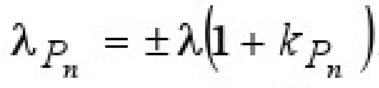 λ_{P_n} = ±λ(1 + k_{P_n})